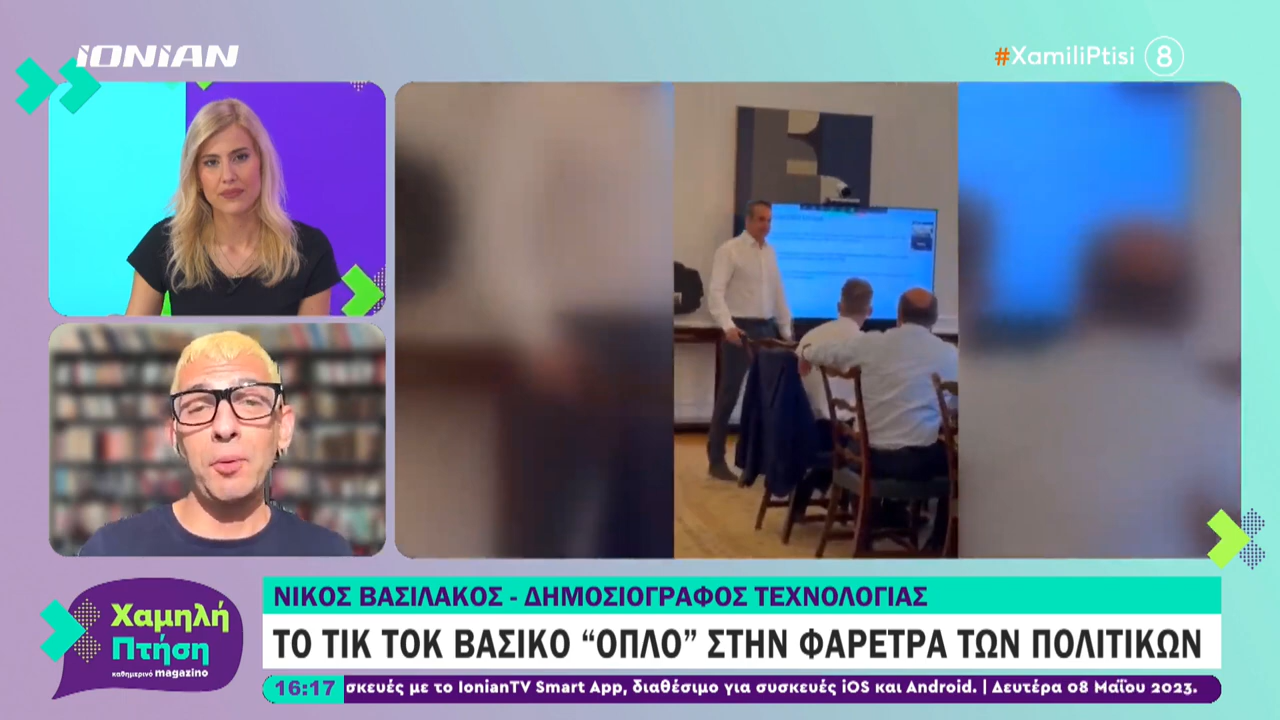 IONIAN
#XamiliPtisi 8
ΝΙΚΟΣ ΒΑΣΙΛΑΚΟΣ - ΔΗΜΟΣΙΟΓΡΑΦΟΣ ΤΕΧΝΟΛΟΓΙΑΣ
Χαμηλή
Πτήση
καθημερινό magazino
ΤΟ ΤΙΚ ΤΟΚ ΒΑΣΙΚΟ “ΟΠΛΟ” ΣΤΗΝ ΦΑΡΕΤΡΑ ΤΩΝ ΠΟΛΙΤΙΚΩΝ
16:17 σκευές με το IonianTV Smart App, διαθέσιμο για συσκευές iOS και Android. | Δευτέρα 08 Μαΐου 2023.